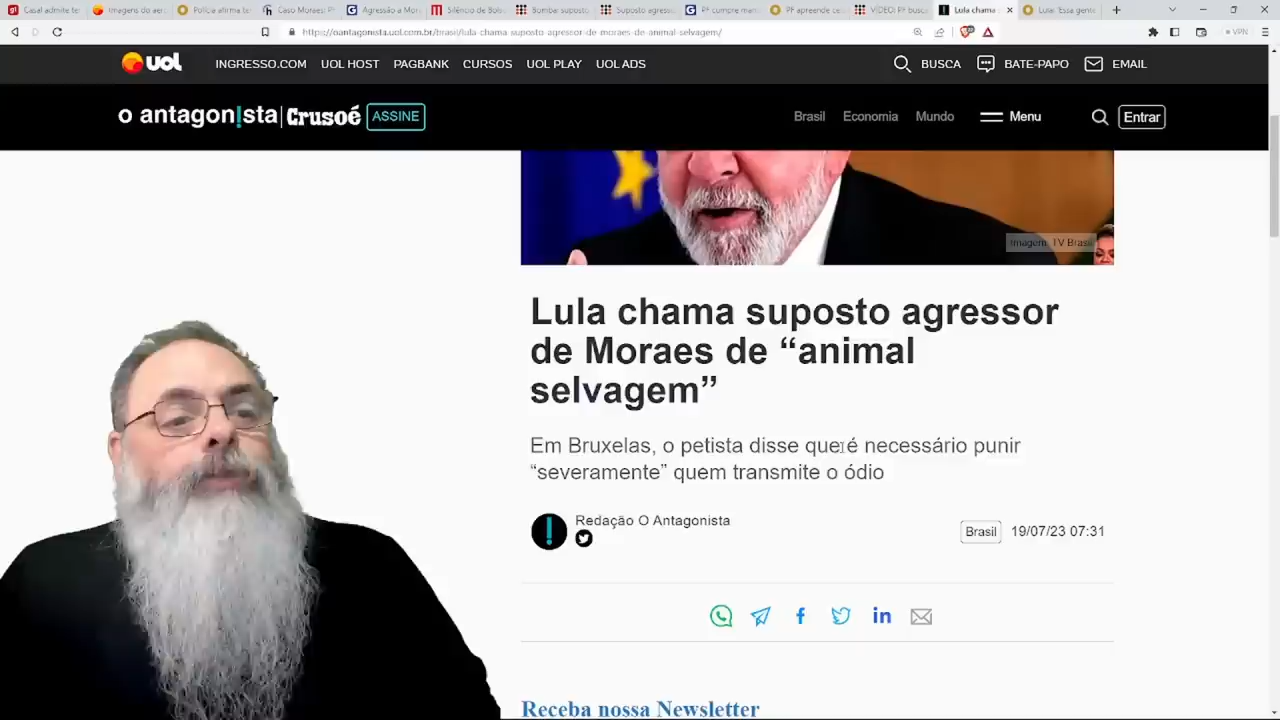 Casal admite te
Imagens do aer
Polícia afirma te
Caso Moraes: P
Agressão a Mor
Silêncio de Bols
Bomba: suposto
Suposto agress
PF cumpre man
PF apreende ce
VÍDEO: PF busc
Lula chama
Lula: 'Essa gent
https://oantagonista.uol.com.br/brasil/lula-chama-suposto-agressor-de-moraes-de-animal-selvagem/
VPN
uol
INGRESSO.COM UOL HOST PAGBANK CURSOS UOL PLAY UOL ADS
BUSCA BATE-PAPO EMAIL
o antagon!sta Crusoé ASSINE
Brasil Economia Mundo Menu Entrar
Imagem: TV Brasil
Lula chama suposto agressor
de Moraes de “animal
selvagem”
Em Bruxelas, o petista disse que é necessário punir
“severamente” quem transmite o ódio
Redação O Antagonista
Brasil 19/07/23 07:31
Receba nossa Newsletter